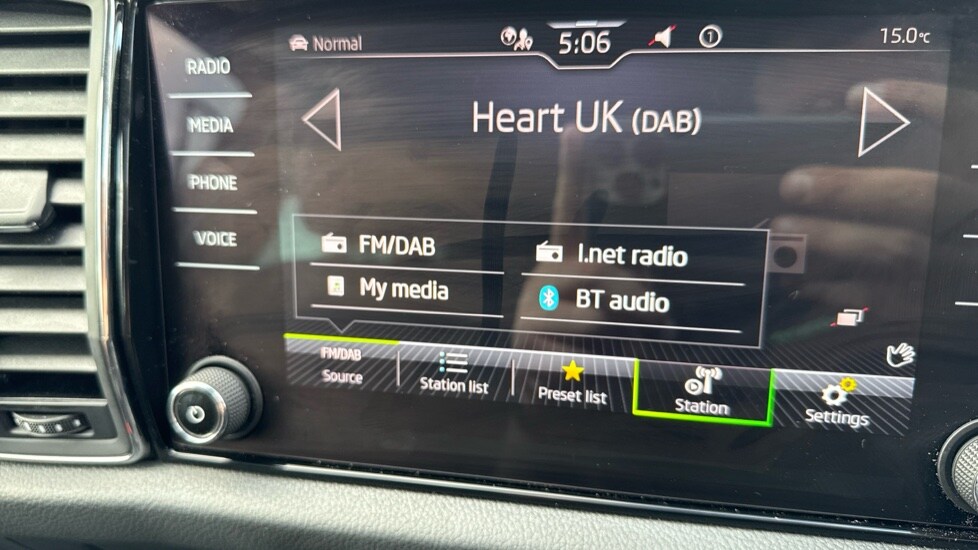 Normal
5:06
1
15.0°C
RADIO
MEDIA
PHONE
VOICE
Heart UK (DAB)
FM/DAB
I.net radio
My media
BT audio
FM/DAB
Source
Station list
Preset list
Station
Settings